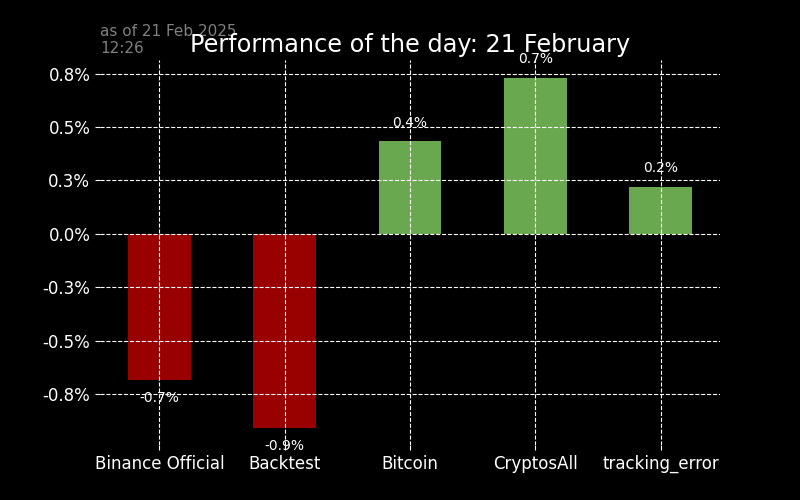 as of 21 Feb 2025
12:26
Performance of the day: 21 February
0.8%
0.5%
0.3%
0.0%
-0.3%
-0.5%
-0.8%
-0.7%
-0.9%
0.4%
0.7%
0.2%
Binance Official
Backtest
Bitcoin
CryptosAll
tracking_error